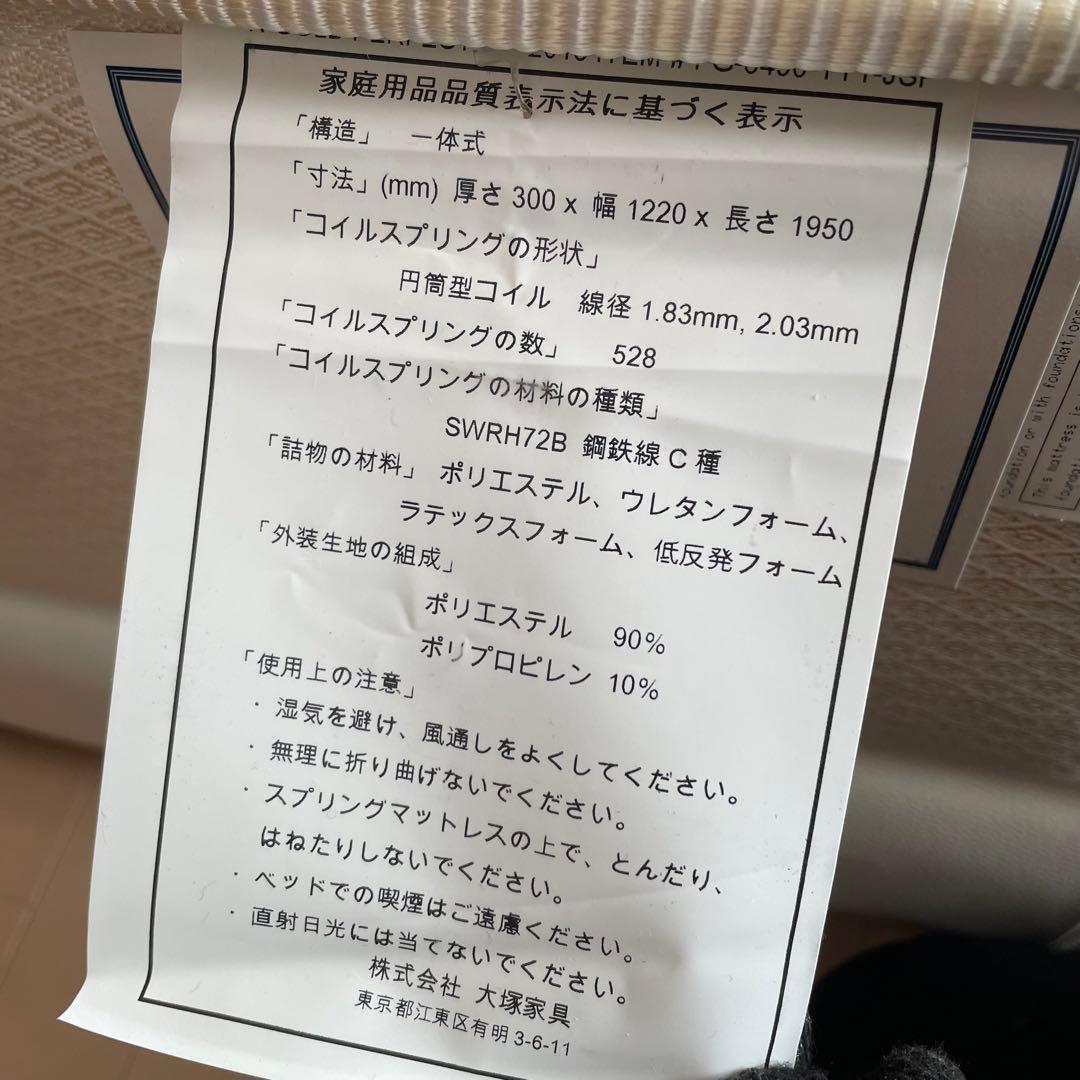 家庭用品品質表示法に基づく表示
「構造」 一体式
「寸法」(mm) 厚さ 300 x 幅 1220 x 長さ 1950
「コイルスプリングの形状」
円筒型コイル 線径 1.83mm, 2.03mm
「コイルスプリングの数」 528
「コイルスプリングの材料の種類」
SWRH72B 鋼鉄線 C 種
「詰物の材料」 ポリエステル、ウレタンフォーム、
ラテックスフォーム、低反発フォーム
「外装生地の組成」
ポリエステル 90%
ポリプロピレン 10%
「使用上の注意」
・湿気を避け、風通しをよくしてください。
・無理に折り曲げないでください。
・スプリングマットレスの上で、とんだり、
はねたりしないでください。
・ベッドでの喫煙はご遠慮ください。
・直射日光には当てないでください。
株式会社 大塚家具
東京都江東区有明 3-6-11
foundation or with foundations
This mattress is